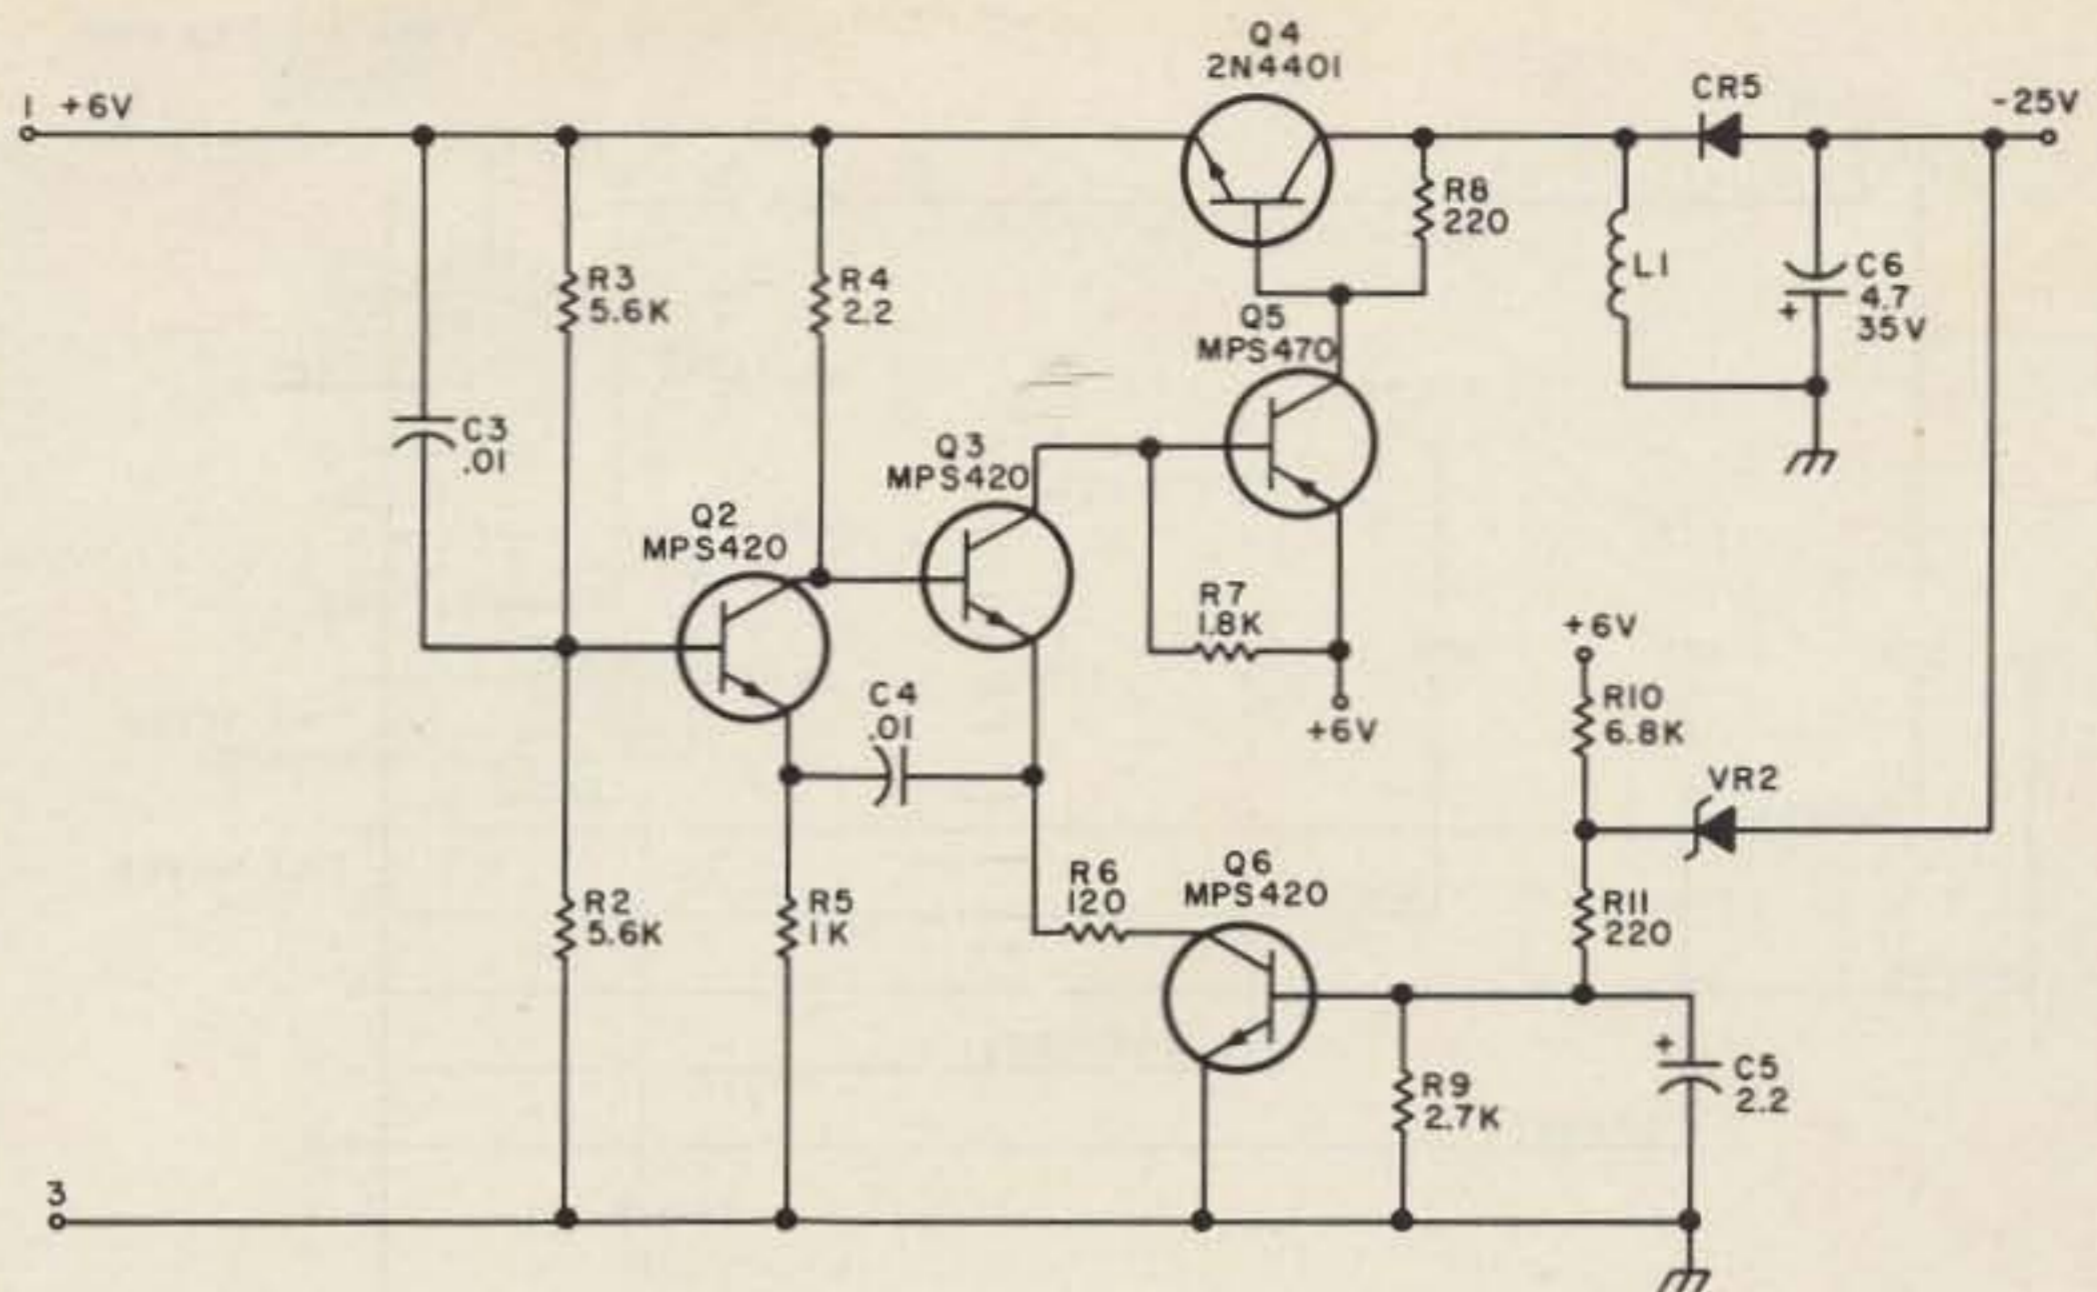 Q4
2N4401
1 +6V
CR5
-25V
R8
220
R3
5.6K
R4
2.2
L1
C6
4.7
35V
+
Q5
MPS470
C3
.01
Q3
MPS420
Q2
MPS420
R7
1.8K
+6V
C4
.01
+6V
R10
6.8K
VR2
R6
120
Q6
MPS420
R2
5.6K
R5
1K
R11
220
+
C5
2.2
R9
2.7K
3